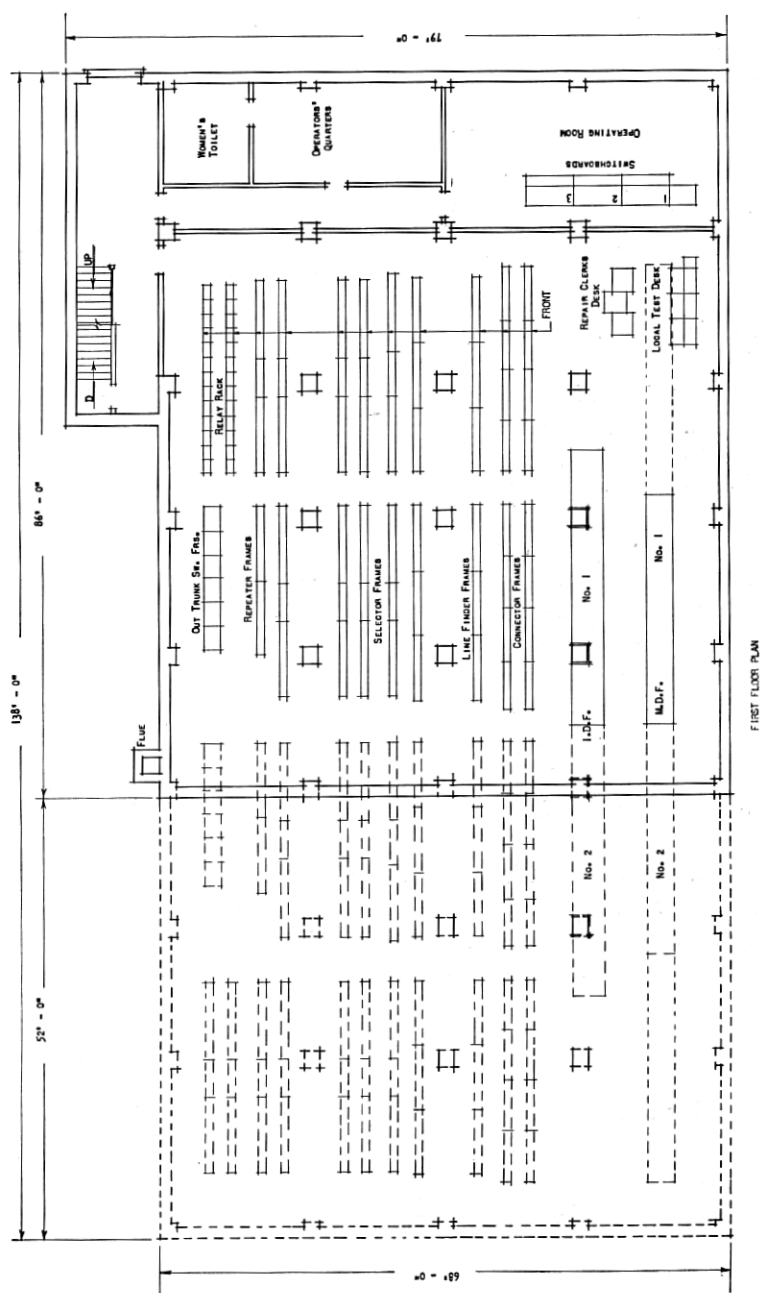 79' - 0"
138' - 0"
86' - 0"
52' - 0"
68' - 0"
WOMEN'S
TOILET
OPERATORS'
QUARTERS
OPERATING ROOM
SWITCHBOARDS
3
2
1
UP
D
RELAY RACK
FRONT
REPAIR CLERKS
DESK
LOCAL TEST DESK
OUT TRUNK SW. FRS.
REPEATER FRAMES
SELECTOR FRAMES
LINE FINDER FRAMES
CONNECTOR FRAMES
I.D.F. No. 1
M.D.F. No. 1
FLUE
No. 2
No. 2
FIRST FLOOR PLAN